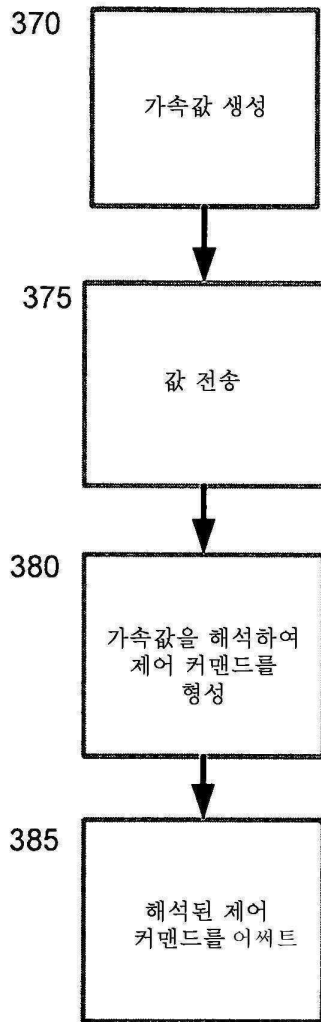 370
가속값 생성
375
값 전송
380
가속값을 해석하여
제어 커맨드를
형성
385
해석된 제어
커맨드를 어써트